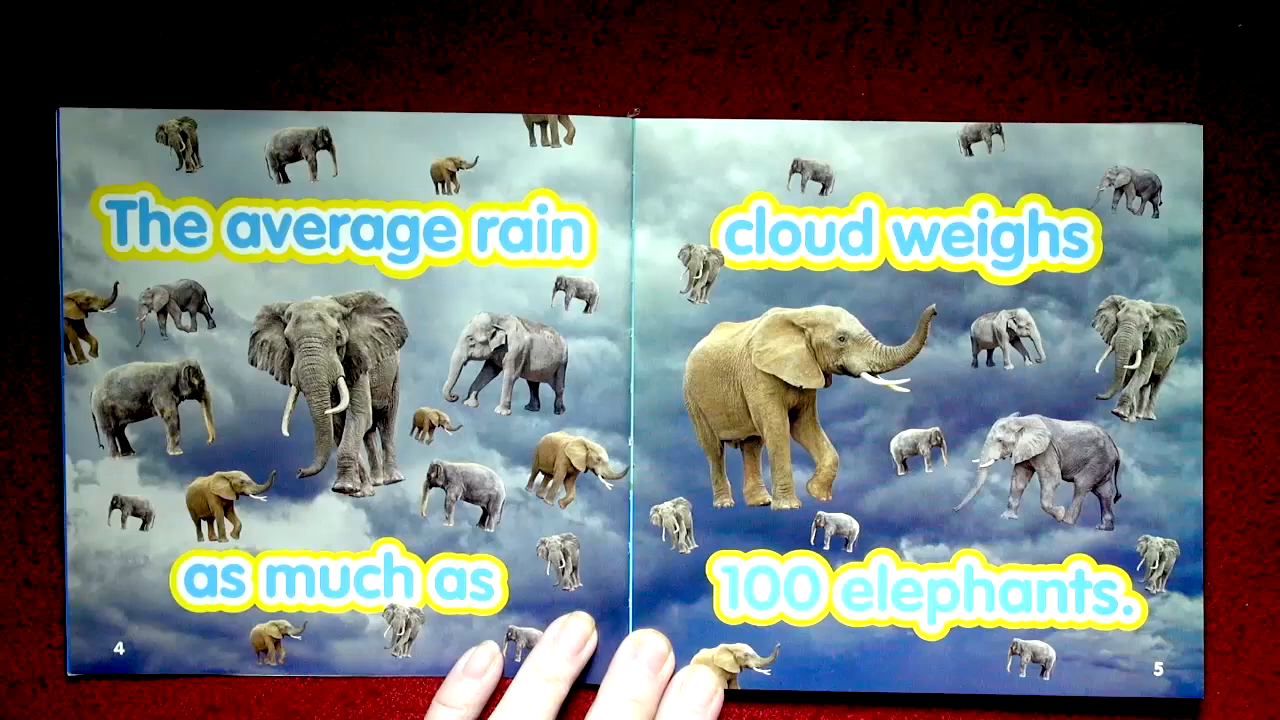 The average rain
as much as
4
cloud weighs
100 elephants.
5